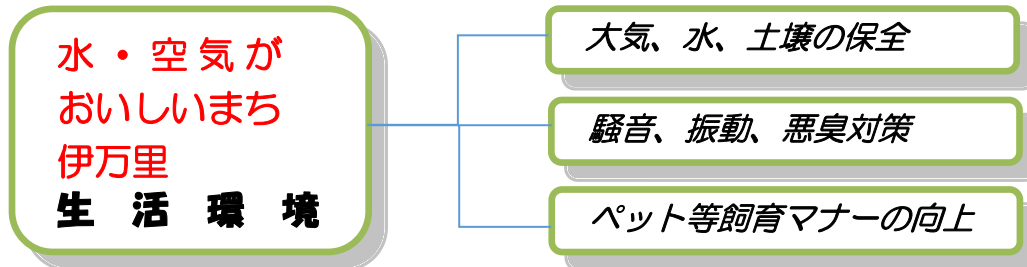 水・空気が
おいしいまち
伊万里
生活環境
大気、水、土壌の保全
騒音、振動、悪臭対策
ペット等飼育マナーの向上